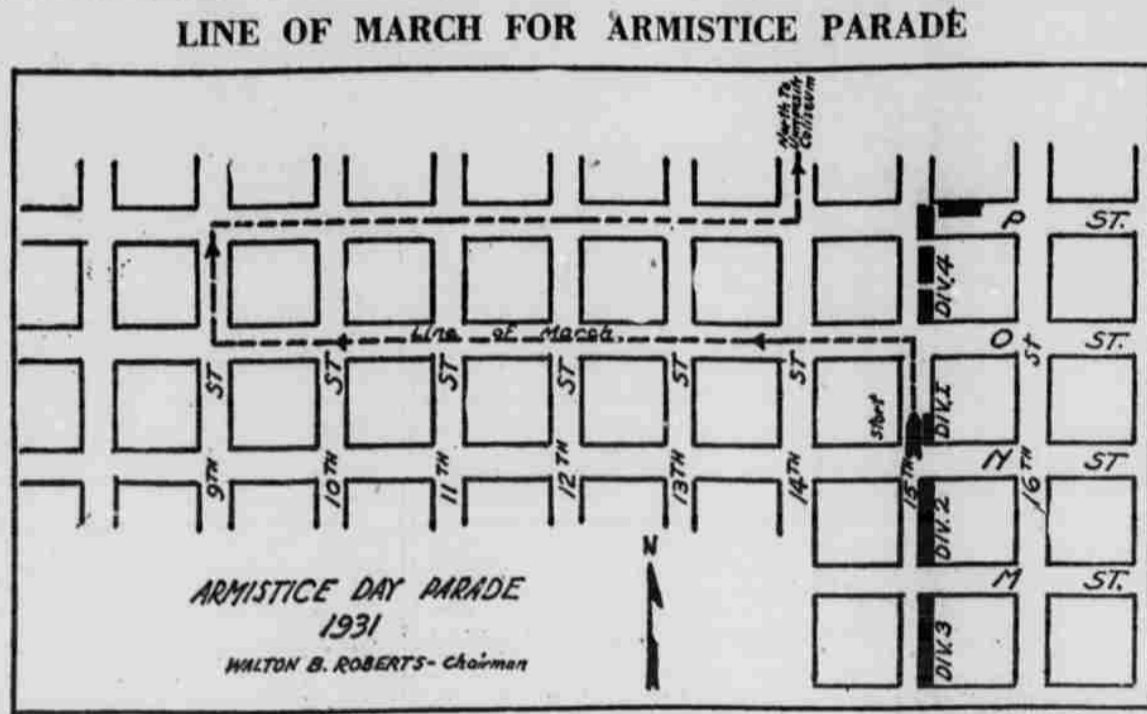 LINE OF MARCH FOR ARMISTICE PARADE
North To
University
Coliseum
P ST.
DIV. 4
Line of March.
O ST.
9TH ST
10TH ST
11TH ST
12TH ST
13TH ST
14TH ST
Start
15TH
DIV. I
16TH ST
N ST
DIV. 2
N
M ST.
DIV. 3
ARMISTICE DAY PARADE
1931
WALTON B. ROBERTS - Chairman